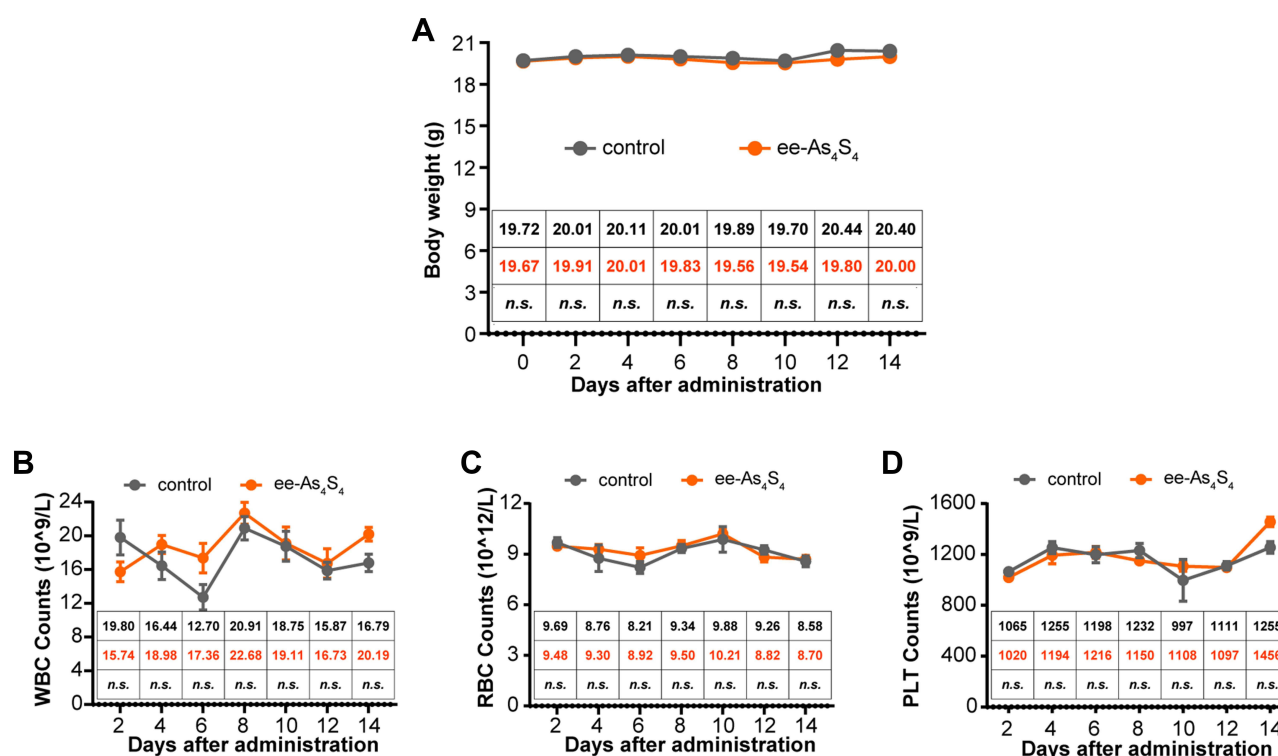 A
Body weight (g)
21
18
15
12
9
6
3
0
control
ee-As₄S₄
19.72 20.01 20.11 20.01 19.89 19.70 20.44 20.40
19.67 19.91 20.01 19.83 19.56 19.54 19.80 20.00
n.s. n.s. n.s. n.s. n.s. n.s. n.s. n.s.
0 2 4 6 8 10 12 14
Days after administration
B
control
ee-As₄S₄
WBC Counts (10^9/L)
24
20
16
12
8
4
0
19.80 16.44 12.70 20.91 18.75 15.87 16.79
15.74 18.98 17.36 22.68 19.11 16.73 20.19
n.s. n.s. n.s. n.s. n.s. n.s. n.s.
2 4 6 8 10 12 14
Days after administration
C
control
ee-As₄S₄
RBC Counts (10^12/L)
12
9
6
3
0
9.69 8.76 8.21 9.34 9.88 9.26 8.58
9.48 9.30 8.92 9.50 10.21 8.82 8.70
n.s. n.s. n.s. n.s. n.s. n.s. n.s.
2 4 6 8 10 12 14
Days after administration
D
control
ee-As₄S₄
PLT Counts (10^9/L)
1600
1200
800
400
0
1065 1255 1198 1232 997 1111 1255
1020 1194 1216 1150 1108 1097 1456
n.s. n.s. n.s. n.s. n.s. n.s. n.s.
2 4 6 8 10 12 14
Days after administration